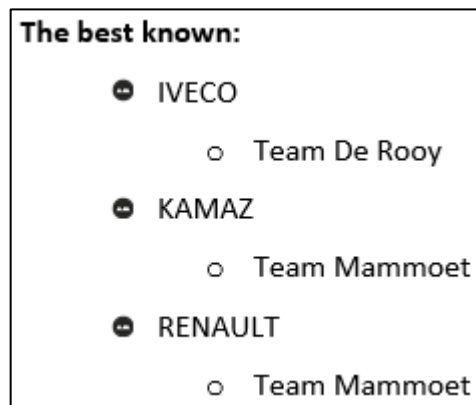 The best known:
IVECO
Team De Rooy
KAMAZ
Team Mammoet
RENAULT
Team Mammoet